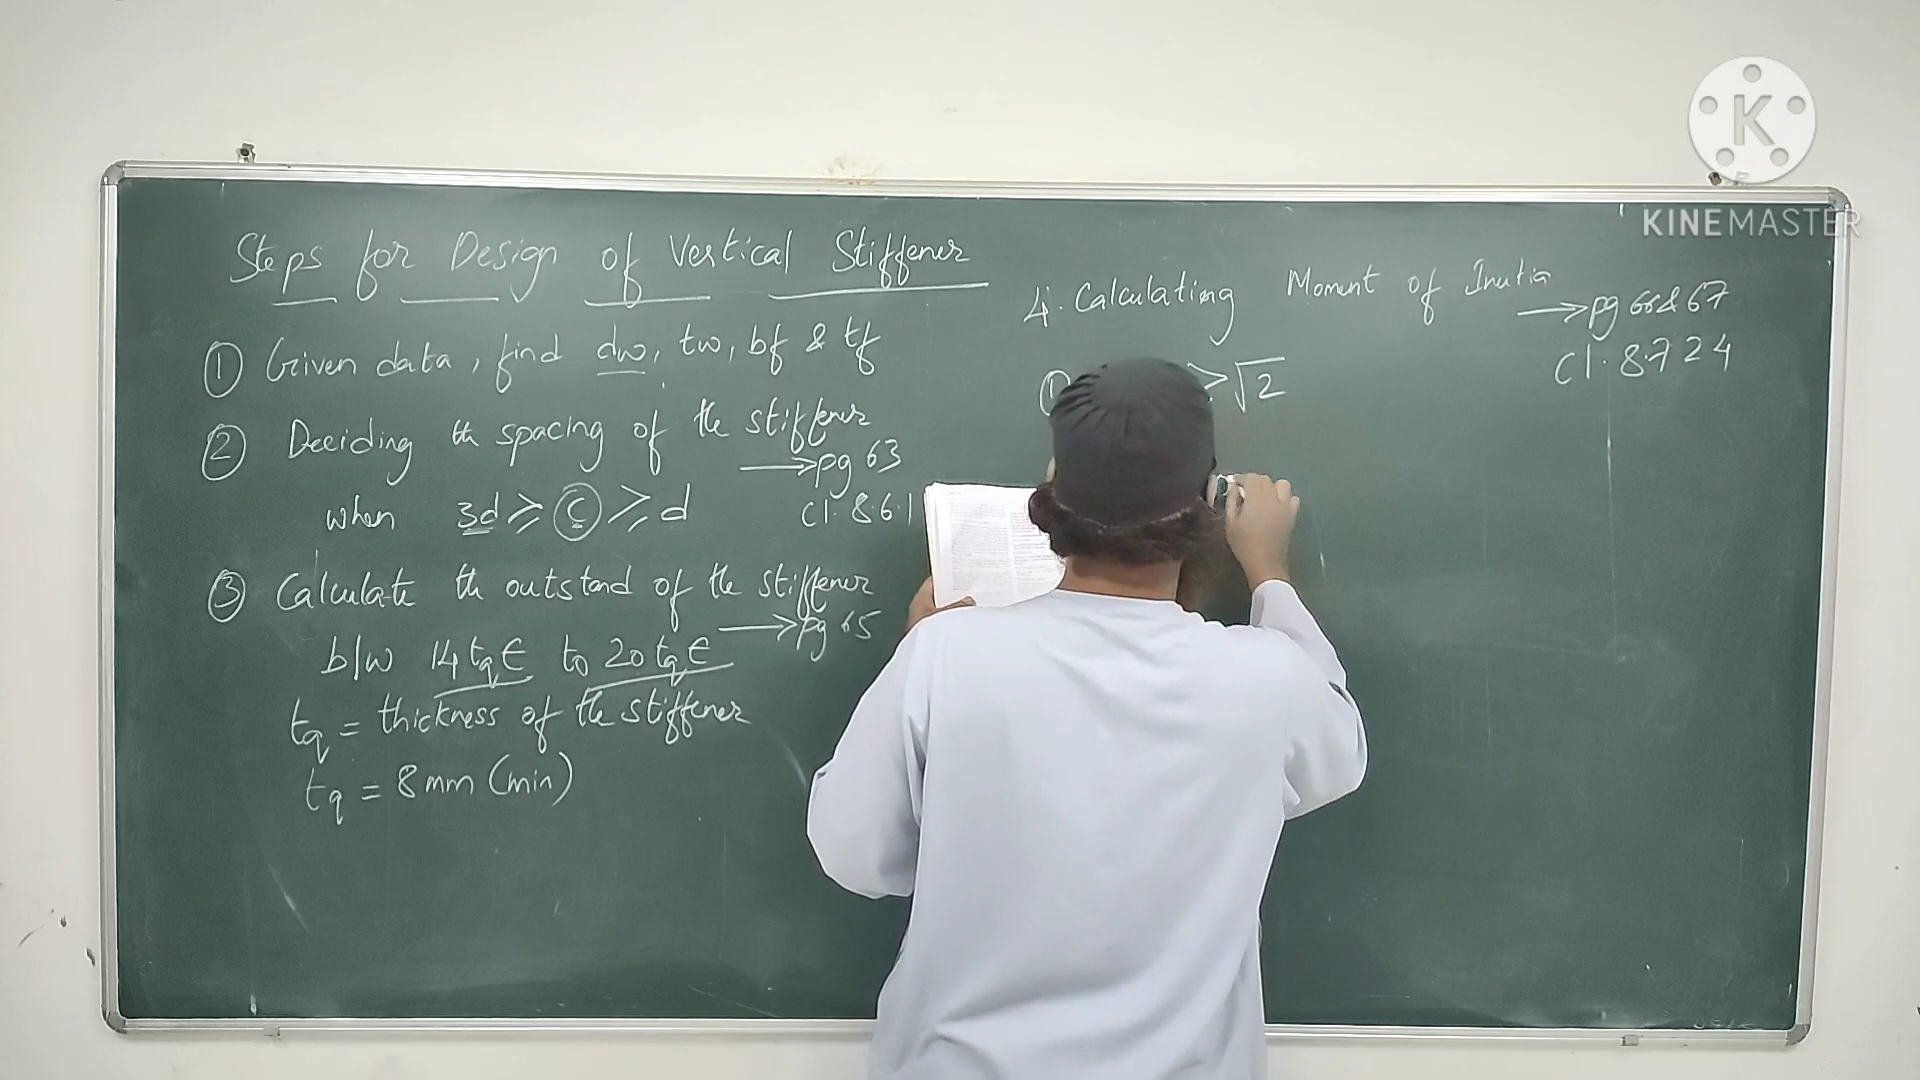 Steps for Design of Vertical Stiffener
① Given data, find dw, tw, bf & tf
② Deciding th spacing of the stiffener
→ pg 63
when 3d ≥ c ≥ d cl. 8.6.1
③ Calculate th outstand of the stiffener
→ pg 65
b/w 14 tq ϵ to 20 tq ϵ
tq = thickness of the stiffener
tq = 8 mm (min)
4. Calculating Moment of Inertia
→ pg 66 & 67
cl. 8.7.2.4
① ≥ √2
K
KINEMASTER